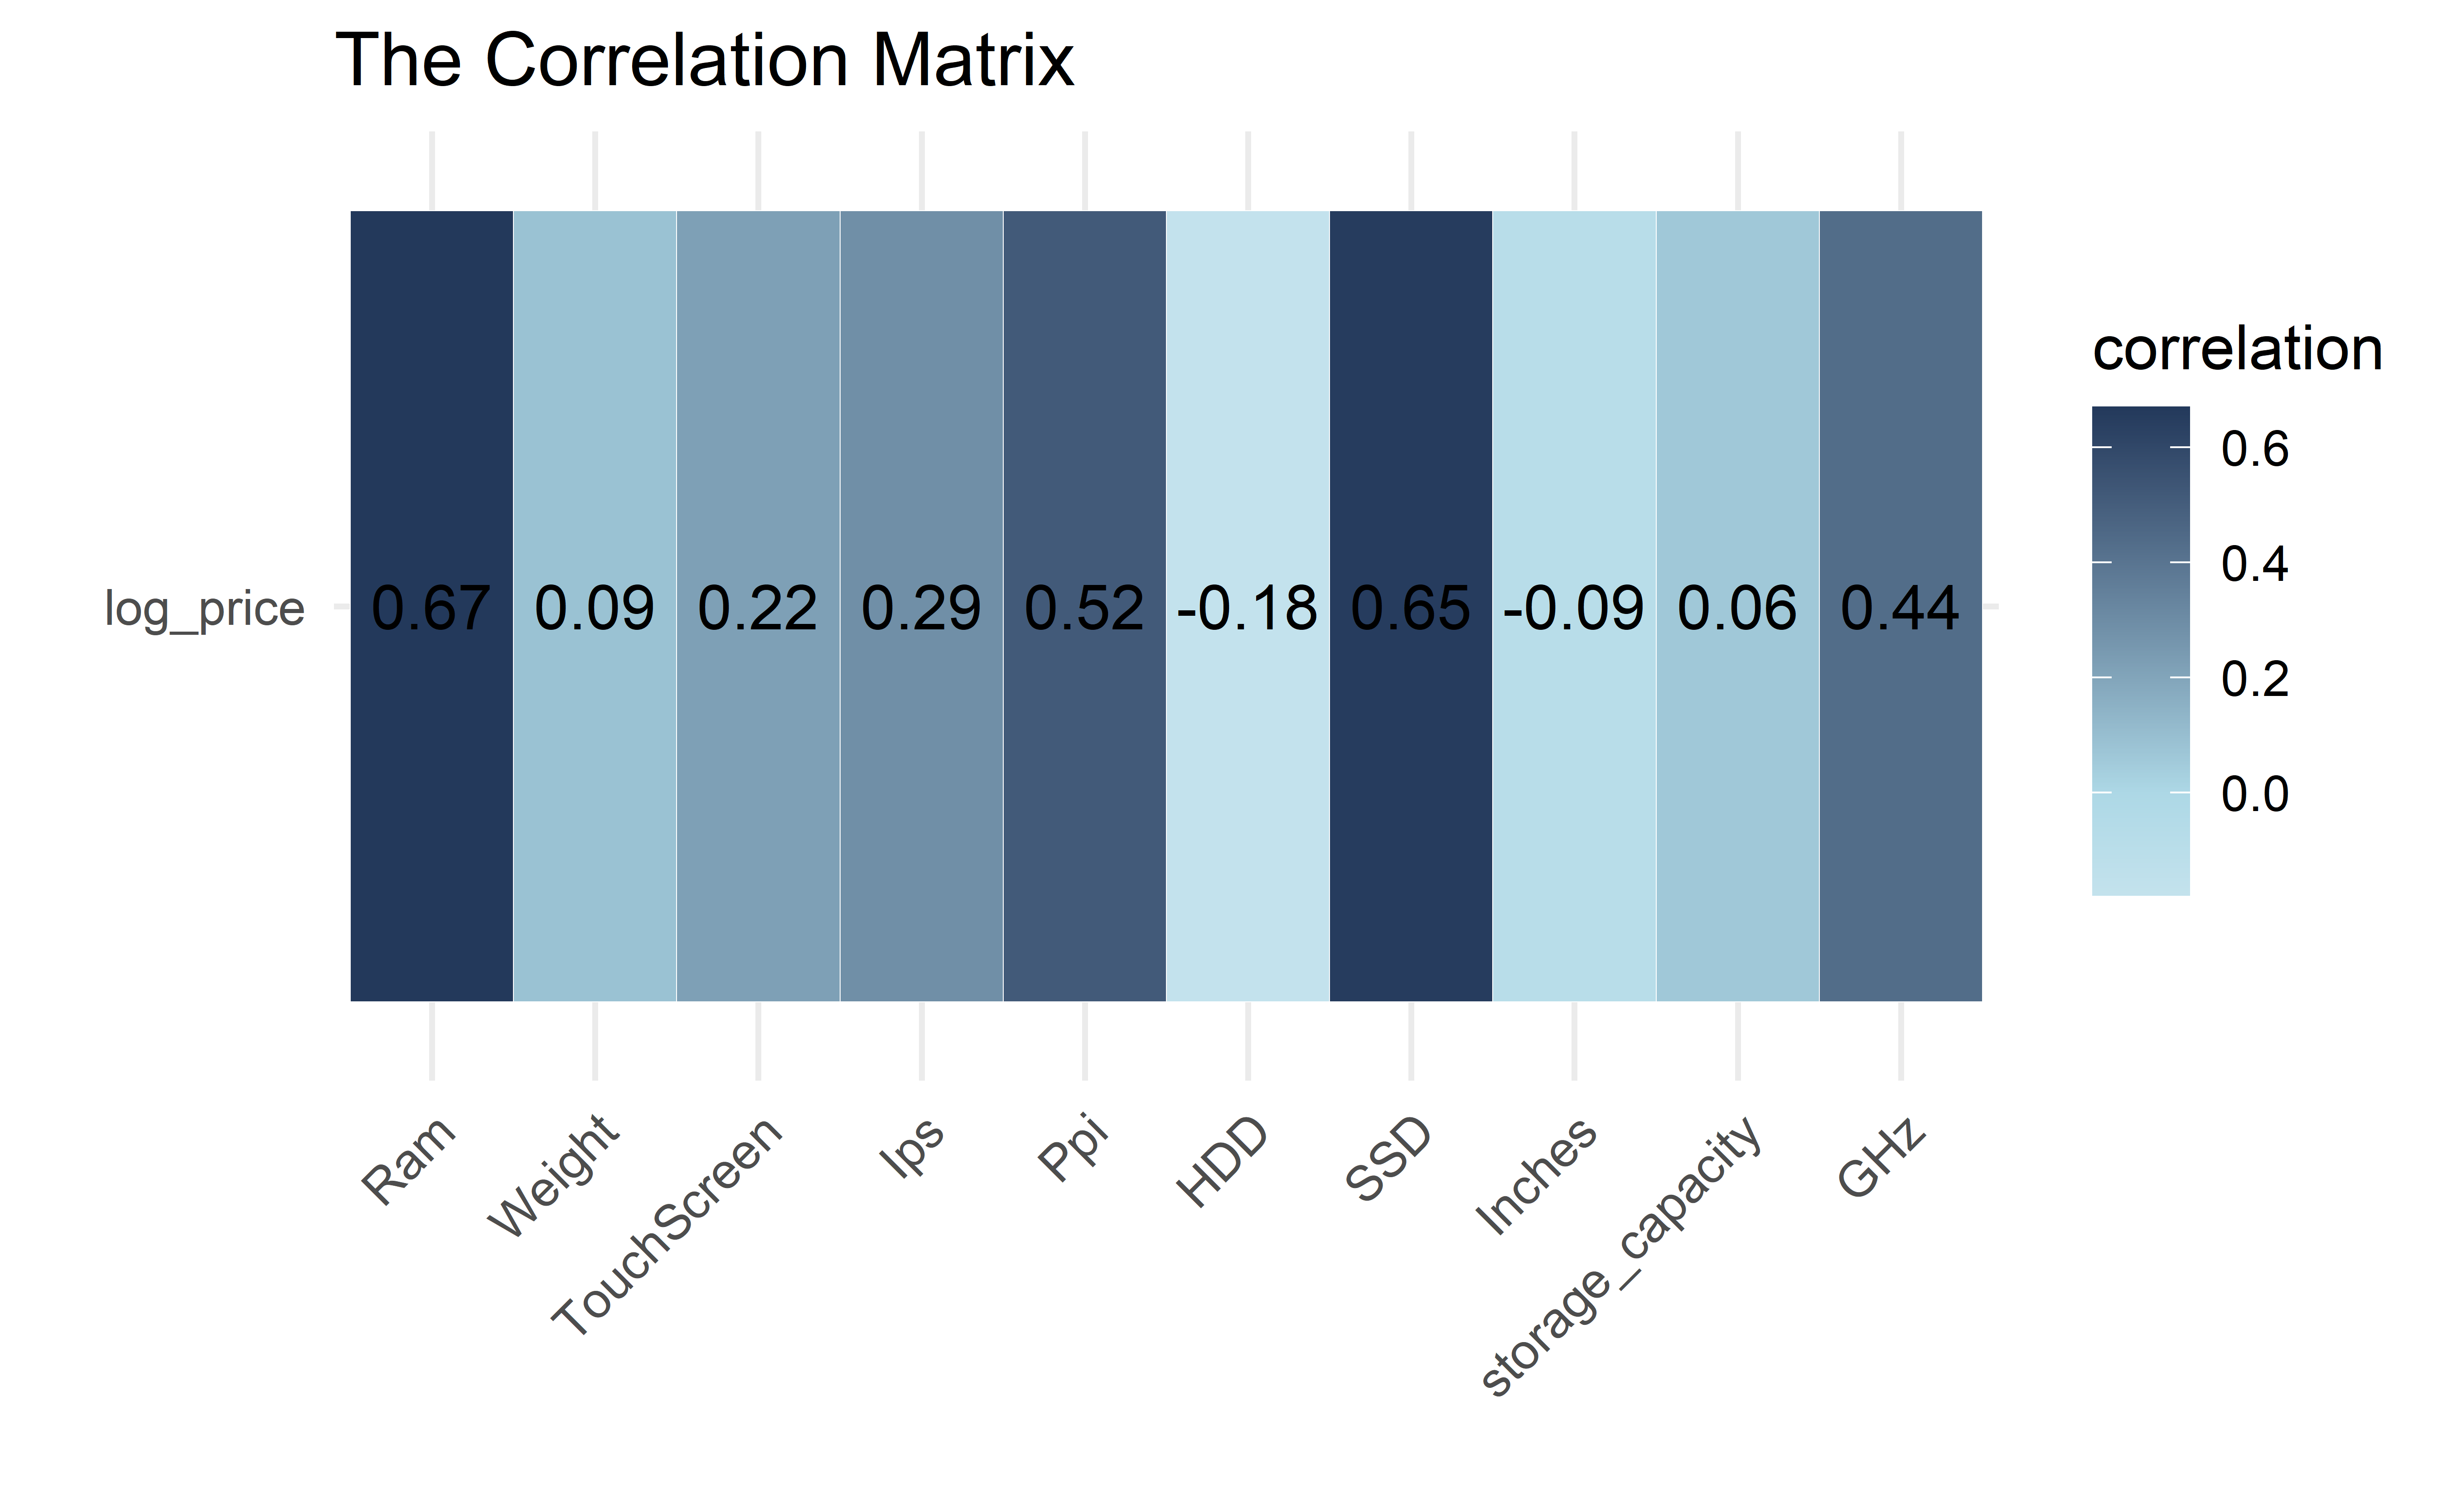 The Correlation Matrix
correlation
0.6
0.4
0.2
0.0
log_price
0.67 0.09 0.22 0.29 0.52 -0.18 0.65 -0.09 0.06 0.44
Ram Weight TouchScreen Ips Ppi HDD SSD Inches storage_capacity GHz